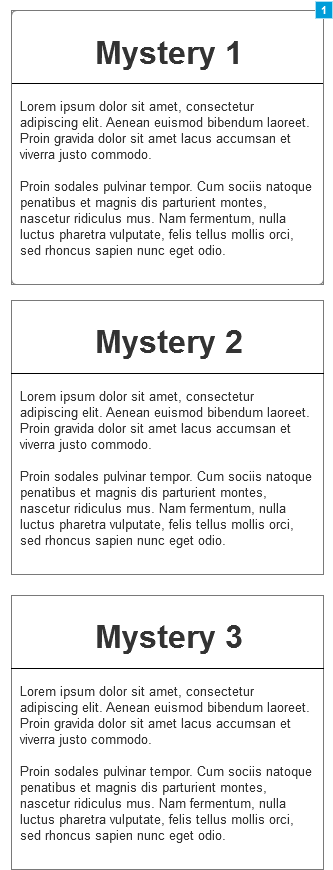 1
Mystery 1
Lorem ipsum dolor sit amet, consectetur
adipiscing elit. Aenean euismod bibendum laoreet.
Proin gravida dolor sit amet lacus accumsan et
viverra justo commodo.
Proin sodales pulvinar tempor. Cum sociis natoque
penatibus et magnis dis parturient montes,
nascetur ridiculus mus. Nam fermentum, nulla
luctus pharetra vulputate, felis tellus mollis orci,
sed rhoncus sapien nunc eget odio.
Mystery 2
Lorem ipsum dolor sit amet, consectetur
adipiscing elit. Aenean euismod bibendum laoreet.
Proin gravida dolor sit amet lacus accumsan et
viverra justo commodo.
Proin sodales pulvinar tempor. Cum sociis natoque
penatibus et magnis dis parturient montes,
nascetur ridiculus mus. Nam fermentum, nulla
luctus pharetra vulputate, felis tellus mollis orci,
sed rhoncus sapien nunc eget odio.
Mystery 3
Lorem ipsum dolor sit amet, consectetur
adipiscing elit. Aenean euismod bibendum laoreet.
Proin gravida dolor sit amet lacus accumsan et
viverra justo commodo.
Proin sodales pulvinar tempor. Cum sociis natoque
penatibus et magnis dis parturient montes,
nascetur ridiculus mus. Nam fermentum, nulla
luctus pharetra vulputate, felis tellus mollis orci,
sed rhoncus sapien nunc eget odio.